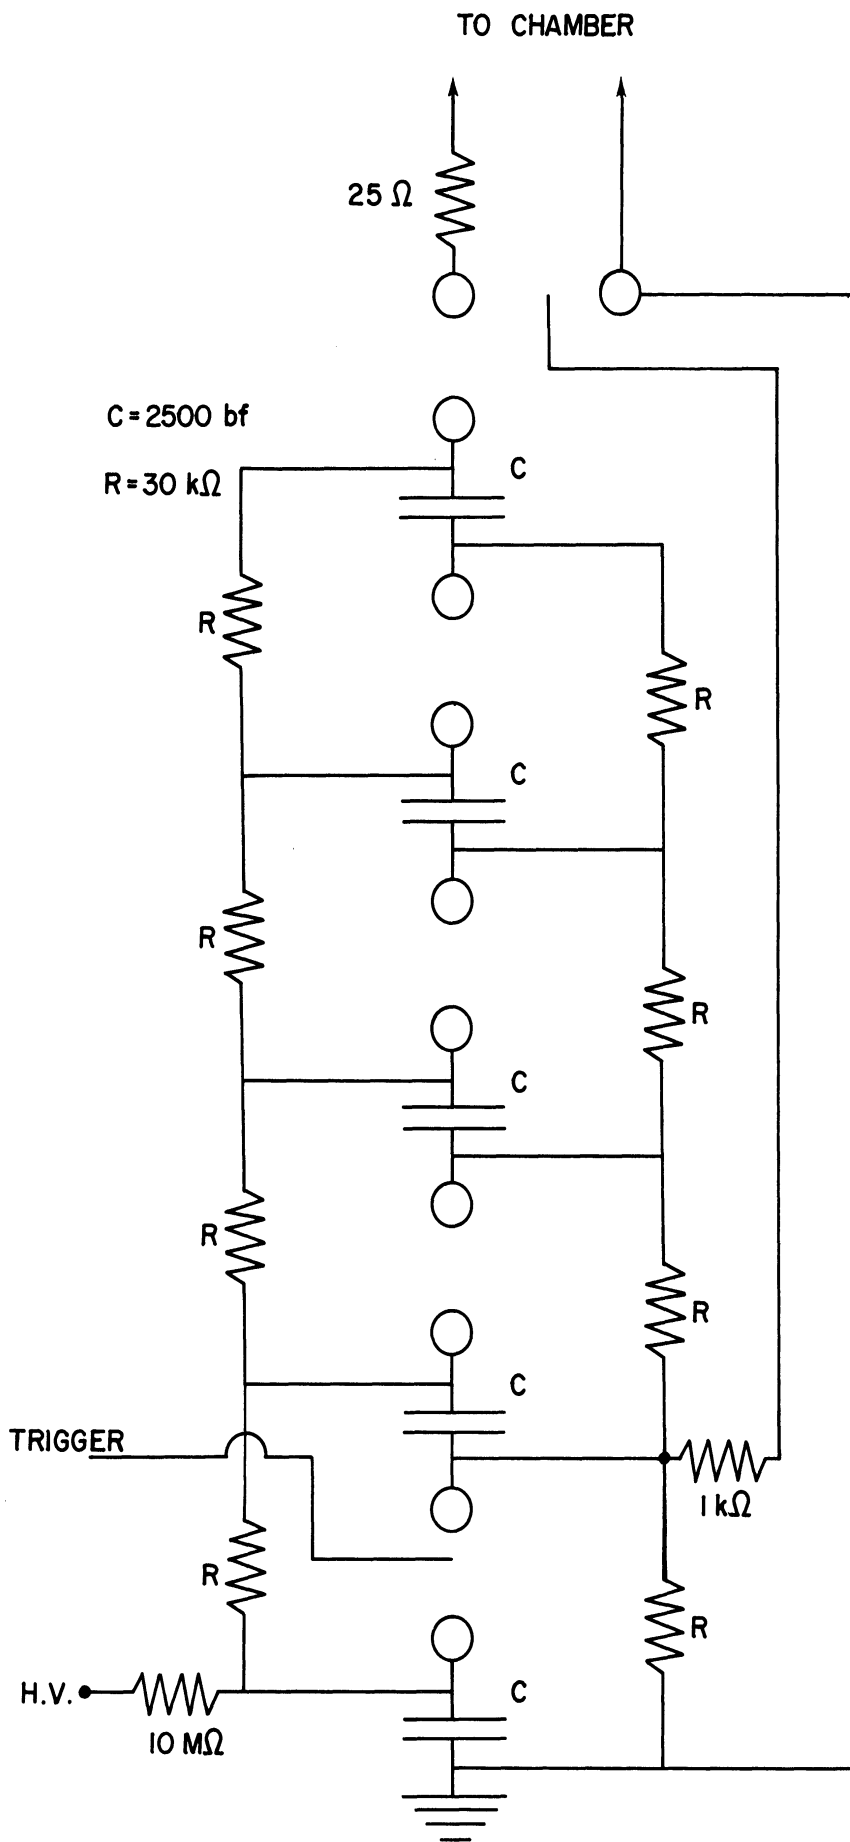 TO CHAMBER
25 Ω
C = 2500 bf
C
R = 30 kΩ
R
R
C
R
R
C
R
R
C
TRIGGER
1 kΩ
R
R
H.V.
C
10 MΩ